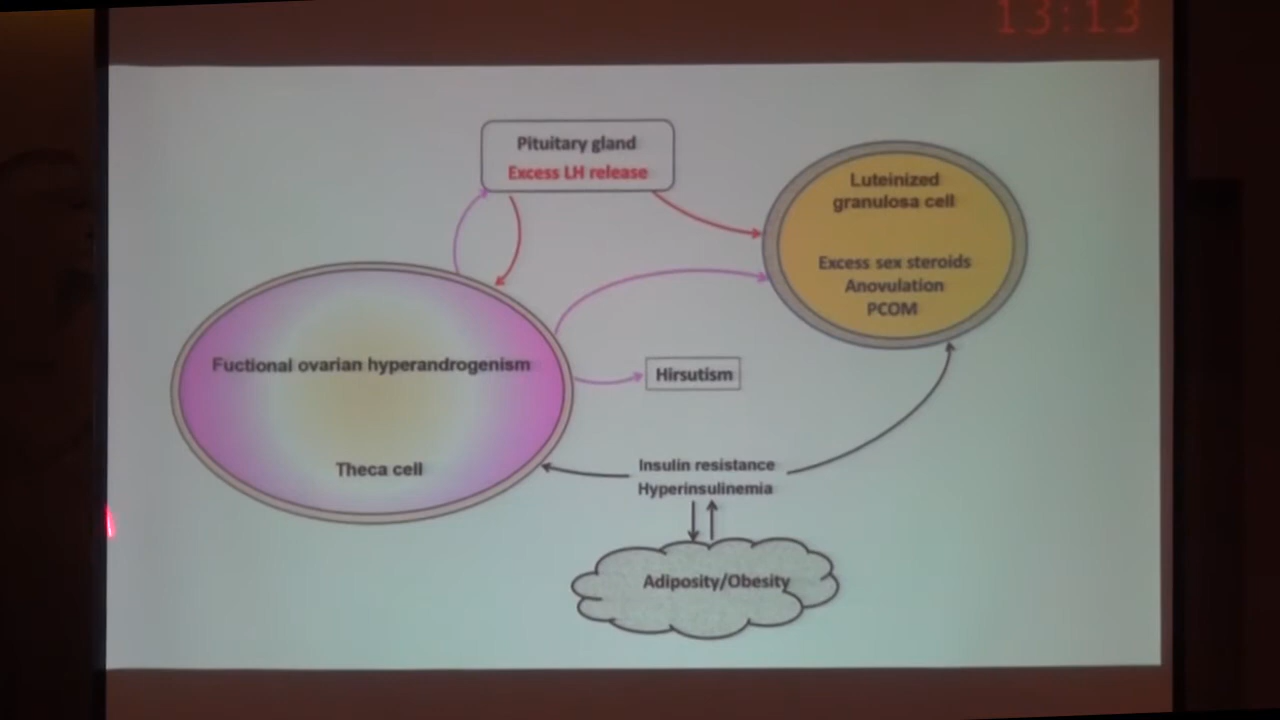 13:13
Pituitary gland
Excess LH release
Luteinized
granulosa cell
Excess sex steroids
Anovulation
PCOM
Fuctional ovarian hyperandrogenism
Theca cell
Hirsutism
Insulin resistance
Hyperinsulinemia
Adiposity/Obesity